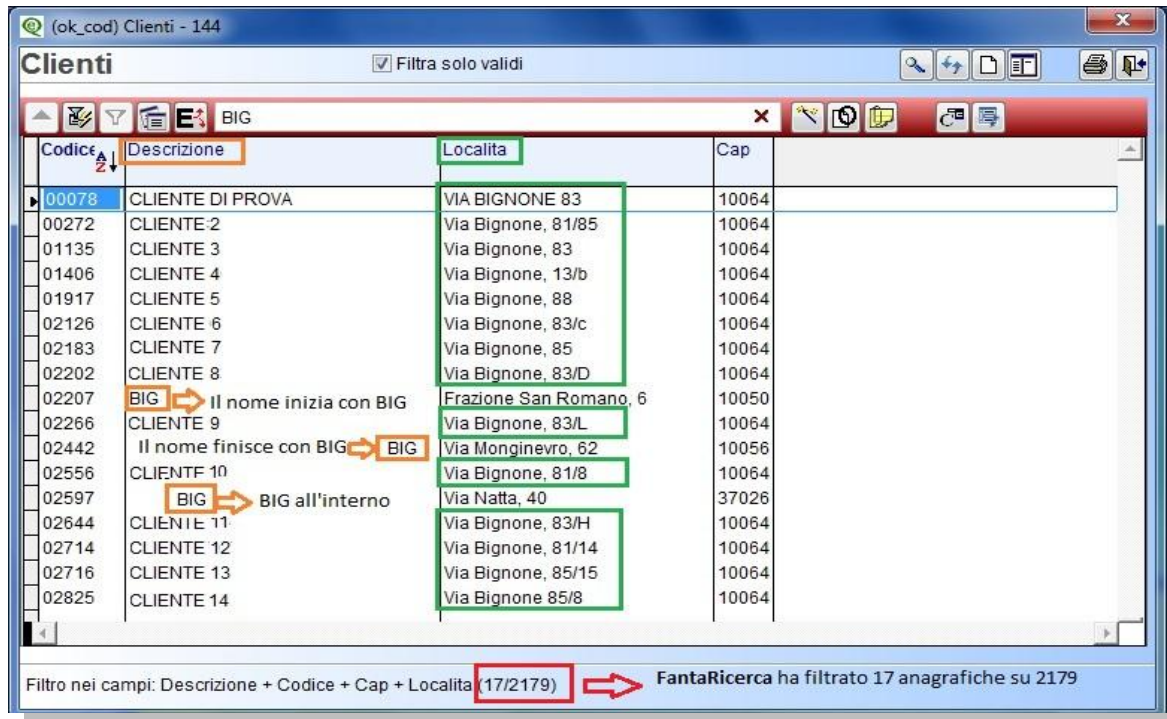 (ok_cod) Clienti - 144
Clienti Filtra solo validi
BIG
Codice Descrizione Localita Cap
00078 CLIENTE DI PROVA VIA BIGNONE 83 10064
00272 CLIENTE 2 Via Bignone, 81/85 10064
01135 CLIENTE 3 Via Bignone, 83 10064
01406 CLIENTE 4 Via Bignone, 13/b 10064
01917 CLIENTE 5 Via Bignone, 88 10064
02126 CLIENTE 6 Via Bignone, 83/c 10064
02183 CLIENTE 7 Via Bignone, 85 10064
02202 CLIENTE 8 Via Bignone, 83/D 10064
02207 BIG Il nome inizia con BIG Frazione San Romano, 6 10050
02266 CLIENTE 9 Via Bignone, 83/L 10064
02442 Il nome finisce con BIG BIG Via Monginevro, 62 10056
02556 CLIENTE 10 Via Bignone, 81/8 10064
02597 BIG BIG all'interno Via Natta, 40 37026
02644 CLIENTE 11 Via Bignone, 83/H 10064
02714 CLIENTE 12 Via Bignone, 81/14 10064
02716 CLIENTE 13 Via Bignone, 85/15 10064
02825 CLIENTE 14 Via Bignone 85/8 10064
Filtro nei campi: Descrizione + Codice + Cap + Localita (17/2179) FantaRicerca ha filtrato 17 anagrafiche su 2179